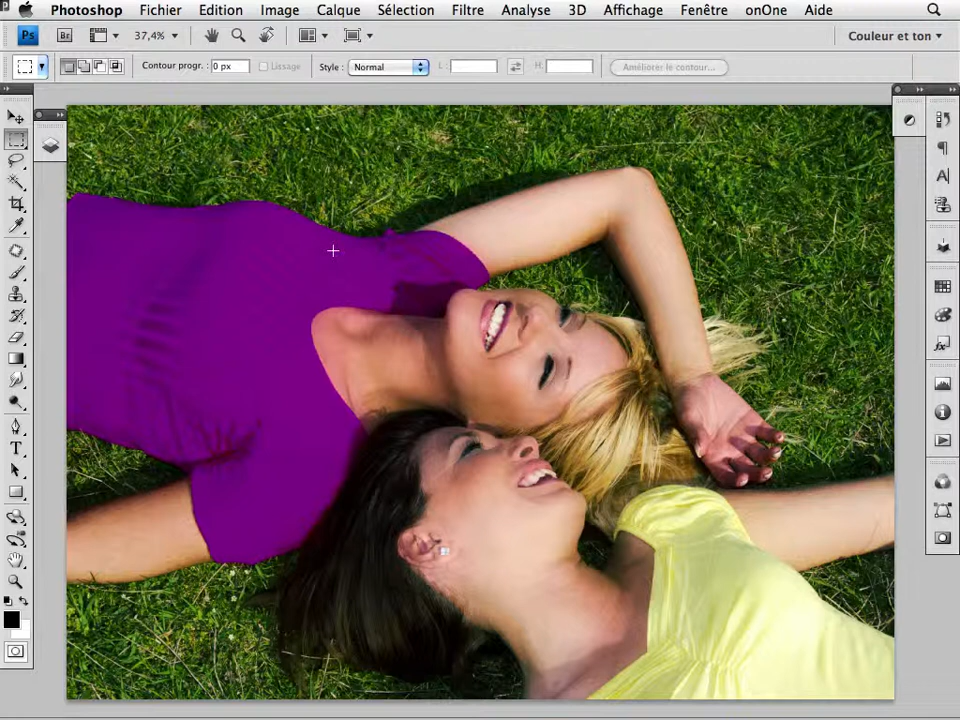 Photoshop Fichier Edition Image Calque Sélection Filtre Analyse 3D Affichage Fenêtre onOne Aide
Ps Br 37,4% Couleur et ton
Contour progr. : 0 px Lissage Style : Normal L : H: Améliorer le contour...